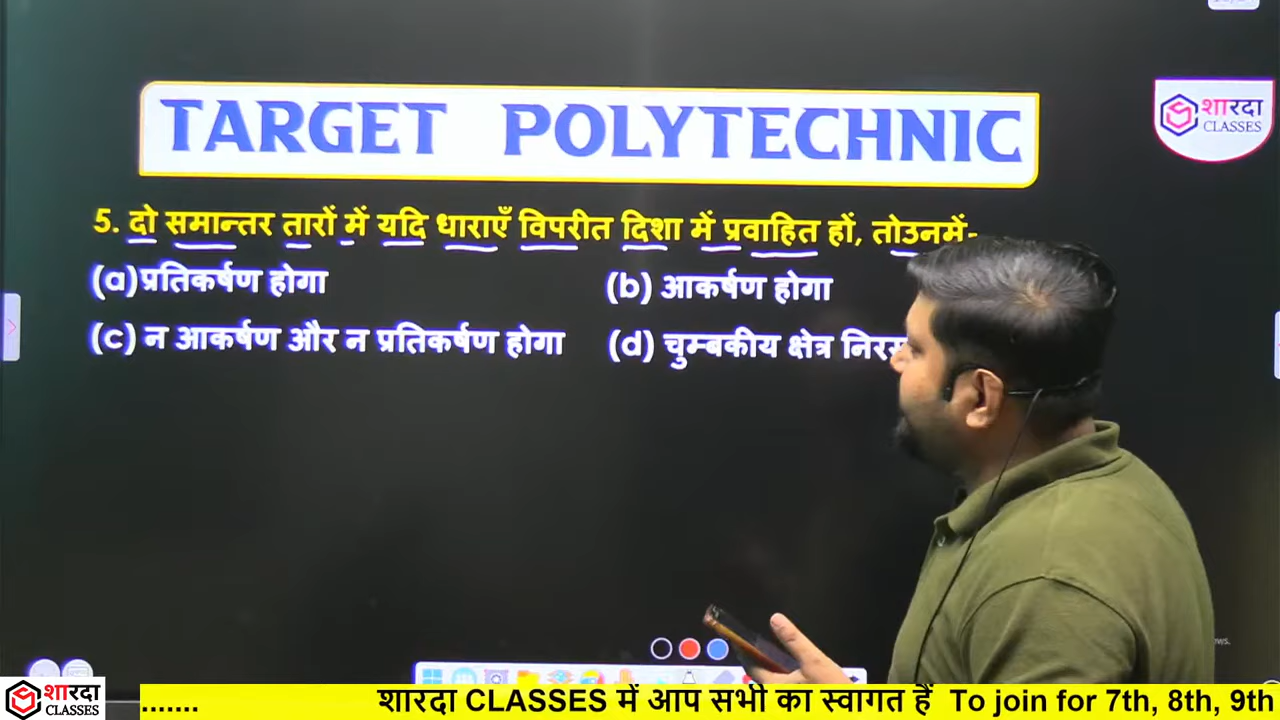 TARGET POLYTECHNIC
शारदा
CLASSES
5. दो समान्तर तारों में यदि धाराएँ विपरीत दिशा में प्रवाहित हों, तोउनमें-
(a)प्रतिकर्षण होगा
(b) आकर्षण होगा
(c) न आकर्षण और न प्रतिकर्षण होगा
(d) चुम्बकीय क्षेत्र
शारदा
CLASSES
....... शारदा CLASSES में आप सभी का स्वागत हैं To join for 7th, 8th, 9th